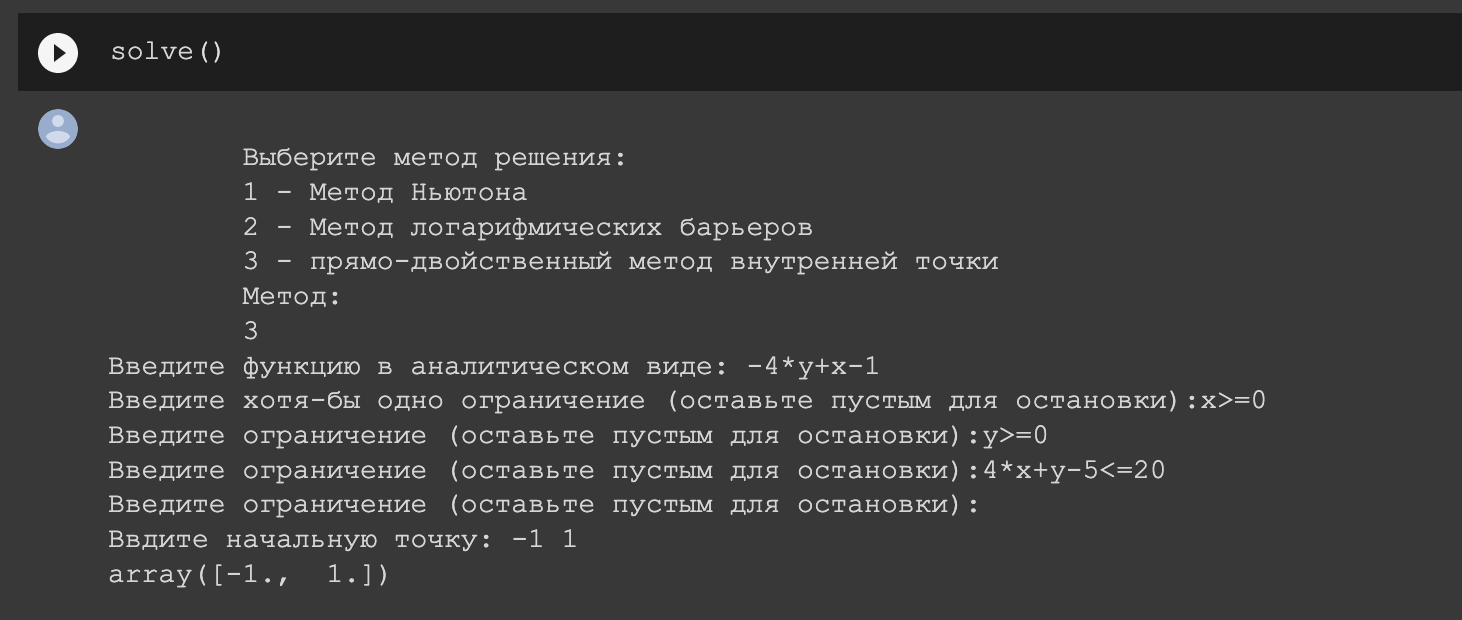 solve()
Выберите метод решения:
1 - Метод Ньютона
2 - Метод логарифмических барьеров
3 - прямо-двойственный метод внутренней точки
Метод:
3
Введите функцию в аналитическом виде: -4*y+x-1
Введите хотя-бы одно ограничение (оставьте пустым для остановки):x>=0
Введите ограничение (оставьте пустым для остановки):y>=0
Введите ограничение (оставьте пустым для остановки):4*x+y-5<=20
Введите ограничение (оставьте пустым для остановки):
Ввдите начальную точку: -1 1
array([-1.,  1.])